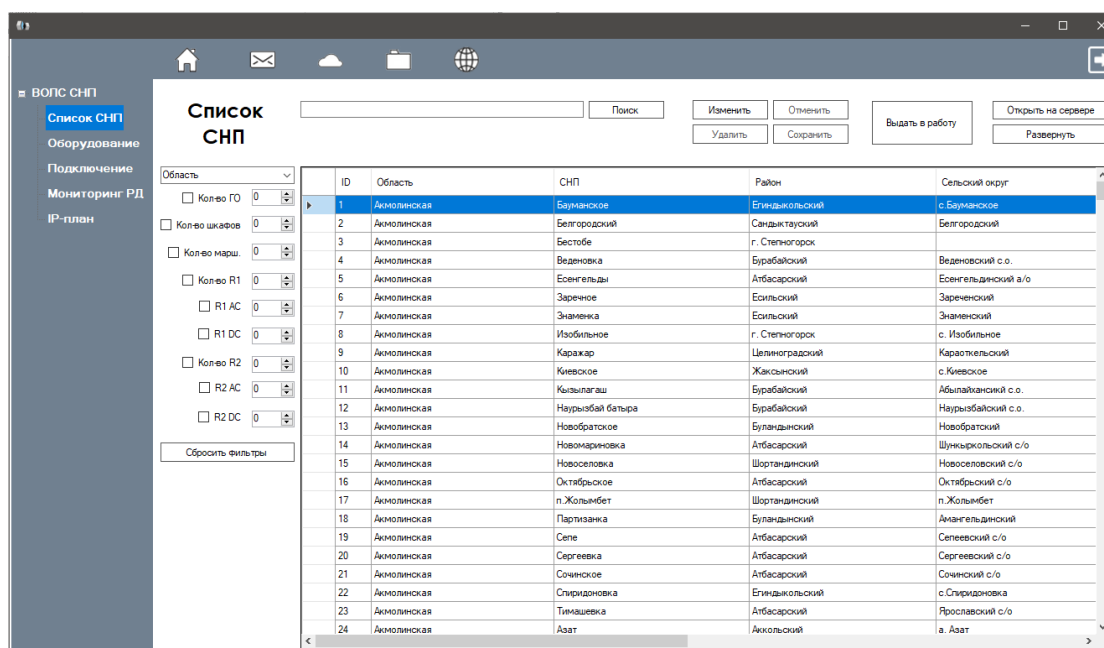 ВОЛС СНП
Список СНП
Оборудование
Подключение
Мониторинг РД
IP-план
Список
СНП
Поиск
Изменить
Отменить
Удалить
Сохранить
Выдать в работу
Открыть на сервере
Развернуть
Область
Кол-во ГО 0
Кол-во шкафов 0
Кол-во марш. 0
Кол-во R1 0
R1 AC 0
R1 DC 0
Кол-во R2 0
R2 AC 0
R2 DC 0
Сбросить фильтры
ID Область СНП Район Сельский округ
1 Акмолинская Бауманское Егиндыкольский с.Бауманское
2 Акмолинская Белгородский Сандыктауский Белгородский
3 Акмолинская Бестобе г. Степногорск
4 Акмолинская Веденовка Бурабайский Веденовский с.о.
5 Акмолинская Есенгельды Атбасарский Есенгельдинский а/о
6 Акмолинская Заречное Есильский Зареченский
7 Акмолинская Знаменка Есильский Знаменский
8 Акмолинская Изобильное г. Степногорск с. Изобильное
9 Акмолинская Каражар Целиноградский Караоткельский
10 Акмолинская Киевское Жаксынский с.Киевское
11 Акмолинская Кызылагаш Бурабайский Абылайхансикй с.о.
12 Акмолинская Наурызбай батыра Бурабайский Наурызбайский с.о.
13 Акмолинская Новобратское Буландынский Новобратский
14 Акмолинская Новомариновка Атбасарский Шункыркольский с/о
15 Акмолинская Новоселовка Шортандинский Новоселовский с/о
16 Акмолинская Октябрьское Атбасарский Октябрьский с/о
17 Акмолинская п.Жолымбет Шортандинский п.Жолымбет
18 Акмолинская Партизанка Буландынский Амангельдинский
19 Акмолинская Сепе Атбасарский Сепеевский с/о
20 Акмолинская Сергеевка Атбасарский Сергеевский с/о
21 Акмолинская Сочинское Атбасарский Сочинский с/о
22 Акмолинская Спиридоновка Егиндыкольский с.Спиридоновка
23 Акмолинская Тимашевка Атбасарский Ярославский с/о
24 Акмолинская Азат Аккольский а. Азат